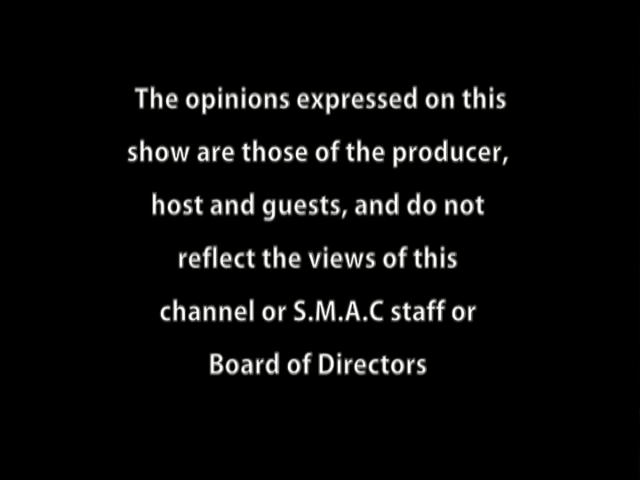 The opinions expressed on this
show are those of the producer,
host and guests, and do not
reflect the views of this
channel or S.M.A.C staff or
Board of Directors